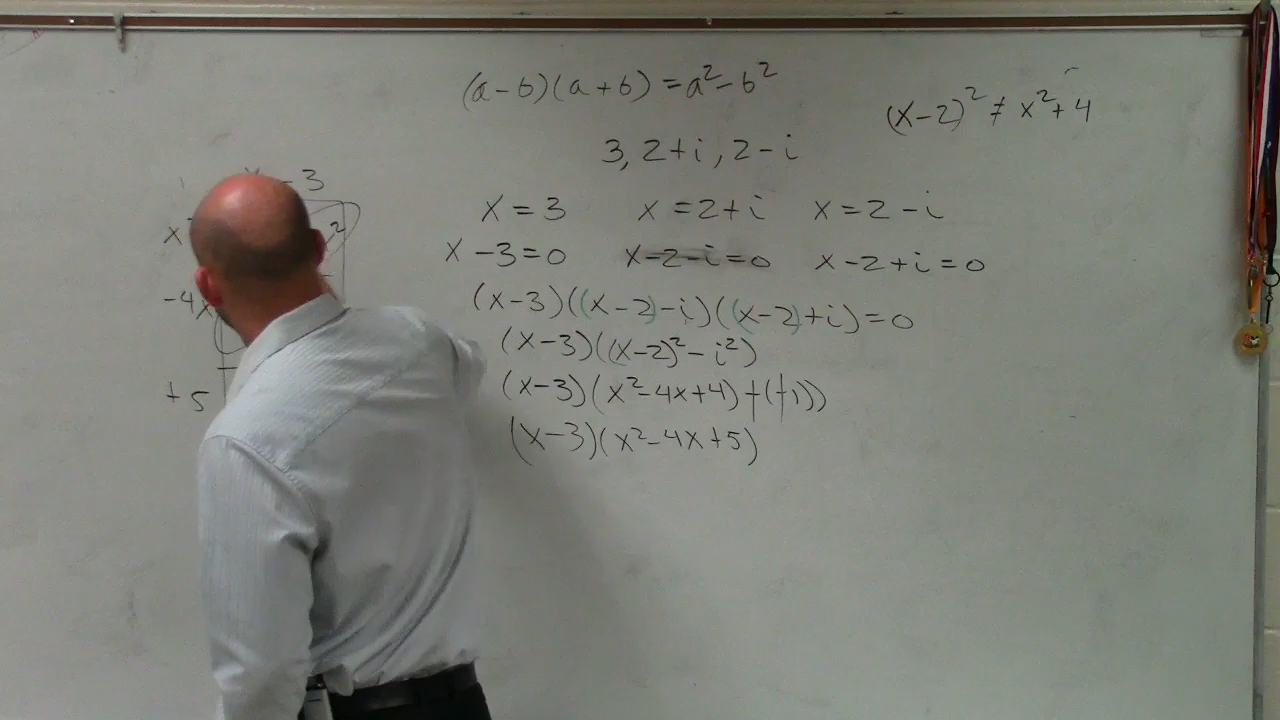 (a-b)(a+b) = a²-b²
(x-2)² ≠ x²+4
3, 2+i, 2-i
x = 3 x = 2+i x = 2-i
x-3=0 x-2-i=0 x-2+i=0
(x-3)((x-2)-i)((x-2)+i)=0
(x-3)((x-2)²-i²)
(x-3)(x²-4x+4)+(+1))
(x-3)(x²-4x+5)
x -3
x
-4x
+5